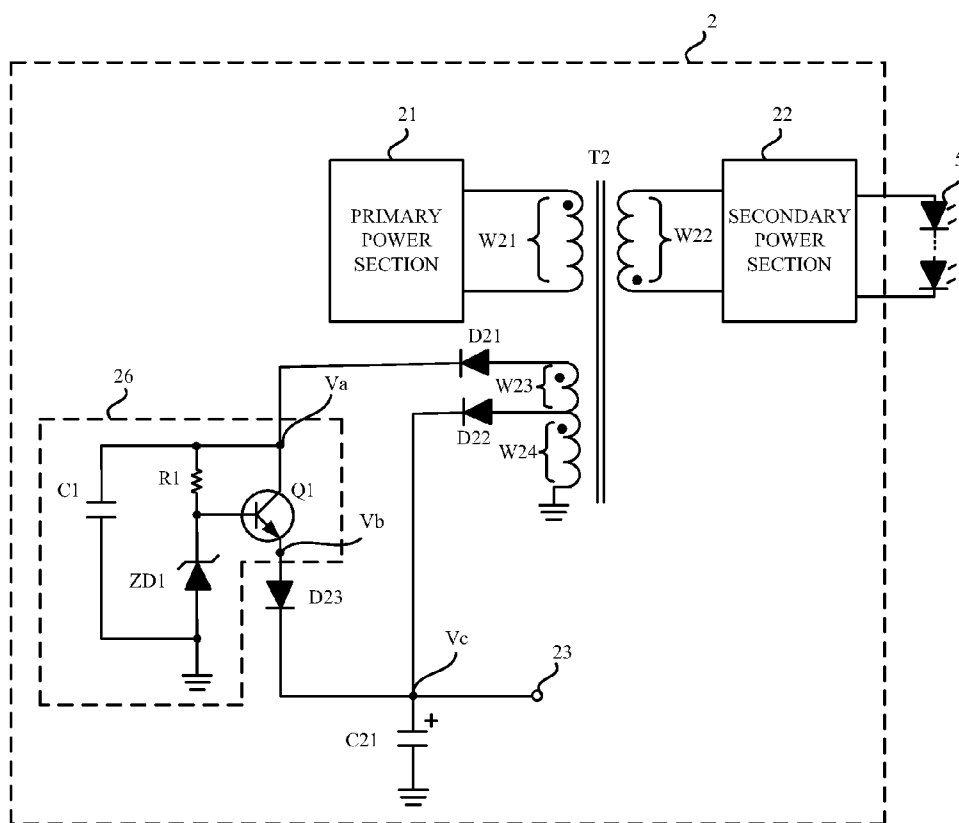 2
21
22
T2
5
PRIMARY
POWER
SECTION
W21
W22
SECONDARY
POWER
SECTION
D21
26
Va
W23
D22
W24
R1
C1
Q1
Vb
ZD1
D23
Vc
23
+
C21